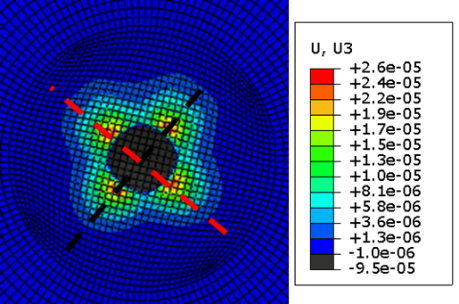 U, U3
+2.6e-05
+2.4e-05
+2.2e-05
+1.9e-05
+1.7e-05
+1.5e-05
+1.3e-05
+1.0e-05
+8.1e-06
+5.8e-06
+3.6e-06
+1.3e-06
-1.0e-06
-9.5e-05